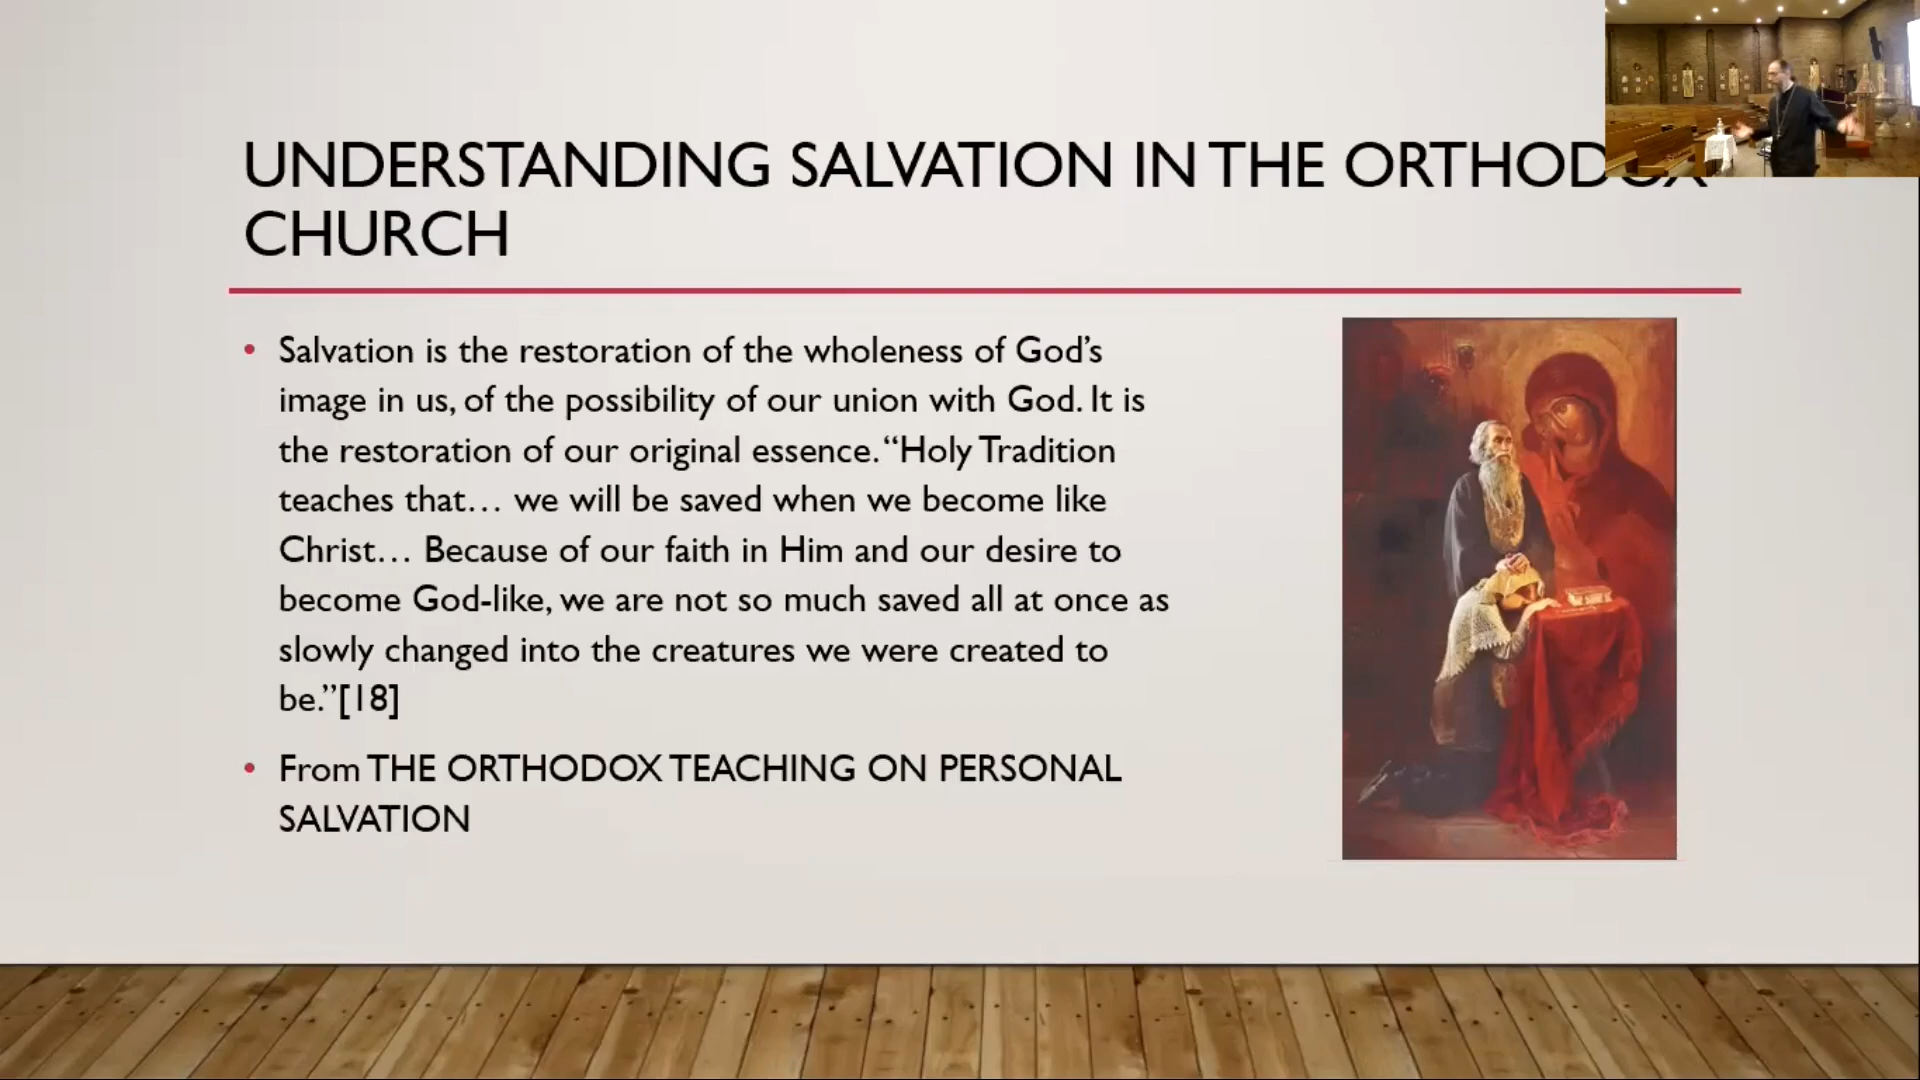 UNDERSTANDING SALVATION IN THE ORTHODOX
CHURCH
• Salvation is the restoration of the wholeness of God’s
image in us, of the possibility of our union with God. It is
the restoration of our original essence. “Holy Tradition
teaches that… we will be saved when we become like
Christ… Because of our faith in Him and our desire to
become God-like, we are not so much saved all at once as
slowly changed into the creatures we were created to
be.”[18]
• From THE ORTHODOX TEACHING ON PERSONAL
SALVATION